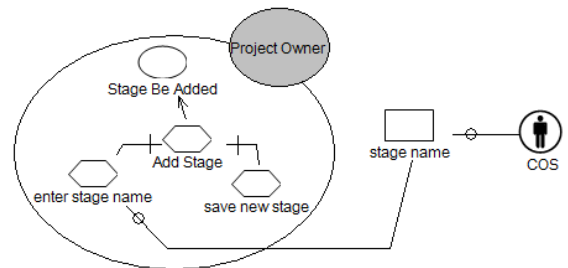 Project Owner
Stage Be Added
Add Stage
enter stage name
save new stage
stage name
COS